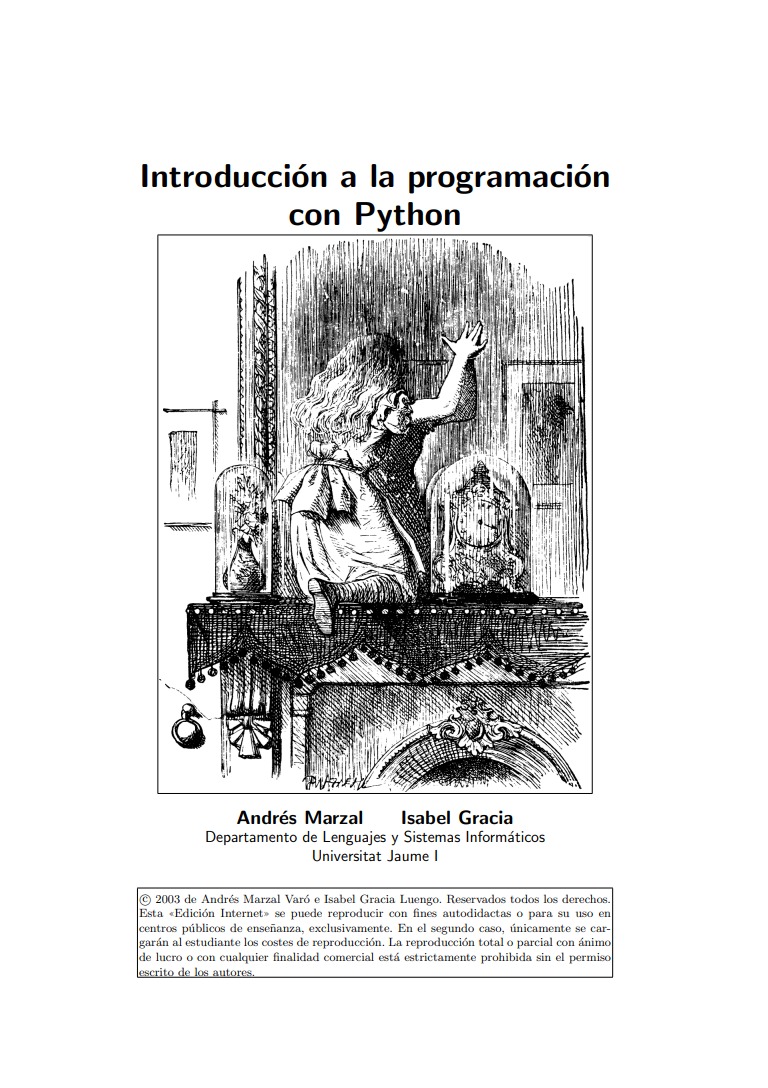 Introducción a la programación
con Python
Andrés Marzal Isabel Gracia
Departamento de Lenguajes y Sistemas Informáticos
Universitat Jaume I
© 2003 de Andrés Marzal Varó e Isabel Gracia Luengo. Reservados todos los derechos.
Esta «Edición Internet» se puede reproducir con fines autodidactas o para su uso en
centros públicos de enseñanza, exclusivamente. En el segundo caso, únicamente se car-
garán al estudiante los costes de reproducción. La reproducción total o parcial con ánimo
de lucro o con cualquier finalidad comercial está estrictamente prohibida sin el permiso
escrito de los autores.